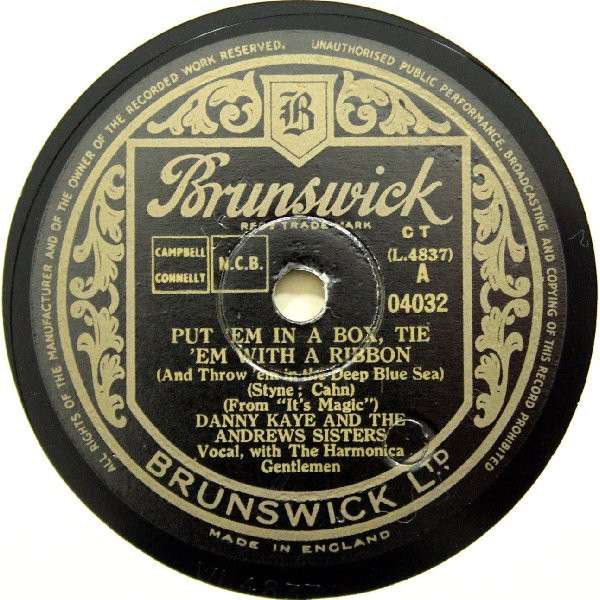 ALL RIGHTS OF THE MANUFACTURER AND OF THE OWNER OF THE RECORDED WORK RESERVED. UNAUTHORISED PUBLIC PERFORMANCE, BROADCASTING AND COPYING OF THIS RECORD PROHIBITED
B
Brunswick
REGD TRADE MARK
CT
CAMPBELL
CONNELLY
N.C.B.
(L.4837)
A
04032
PUT 'EM IN A BOX, TIE
'EM WITH A RIBBON
(And Throw 'em in the Deep Blue Sea)
(Styne ; Cahn)
(From "It's Magic")
DANNY KAYE AND THE
ANDREWS SISTERS
Vocal, with The Harmonica
Gentlemen
BRUNSWICK LTD
MADE IN ENGLAND